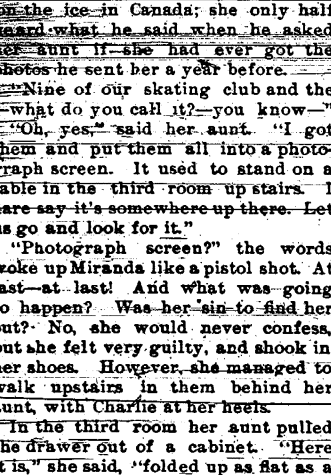 on the ice in Canada; she only half
heard what he said when he asked
her aunt if she had ever got the
photos he sent her a year before.
"Nine of our skating club and the
—what do you call it?—you know—"
"Oh, yes," said her aunt. "I got
them and put them all into a photo-
graph screen. It used to stand on a
table in the third room up stairs. I
dare say it's somewhere up there. Let
us go and look for it."
"Photograph screen?" the words
woke up Miranda like a pistol shot. At
last—at last! And what was going
to happen? Was her sin to find her
out? No, she would never confess,
but she felt very guilty, and shook in
her shoes. However, she managed to
walk upstairs in them behind her
aunt, with Charlie at her heels.
In the third room her aunt pulled
the drawer out of a cabinet. "Here
it is," she said, "folded up as flat as a